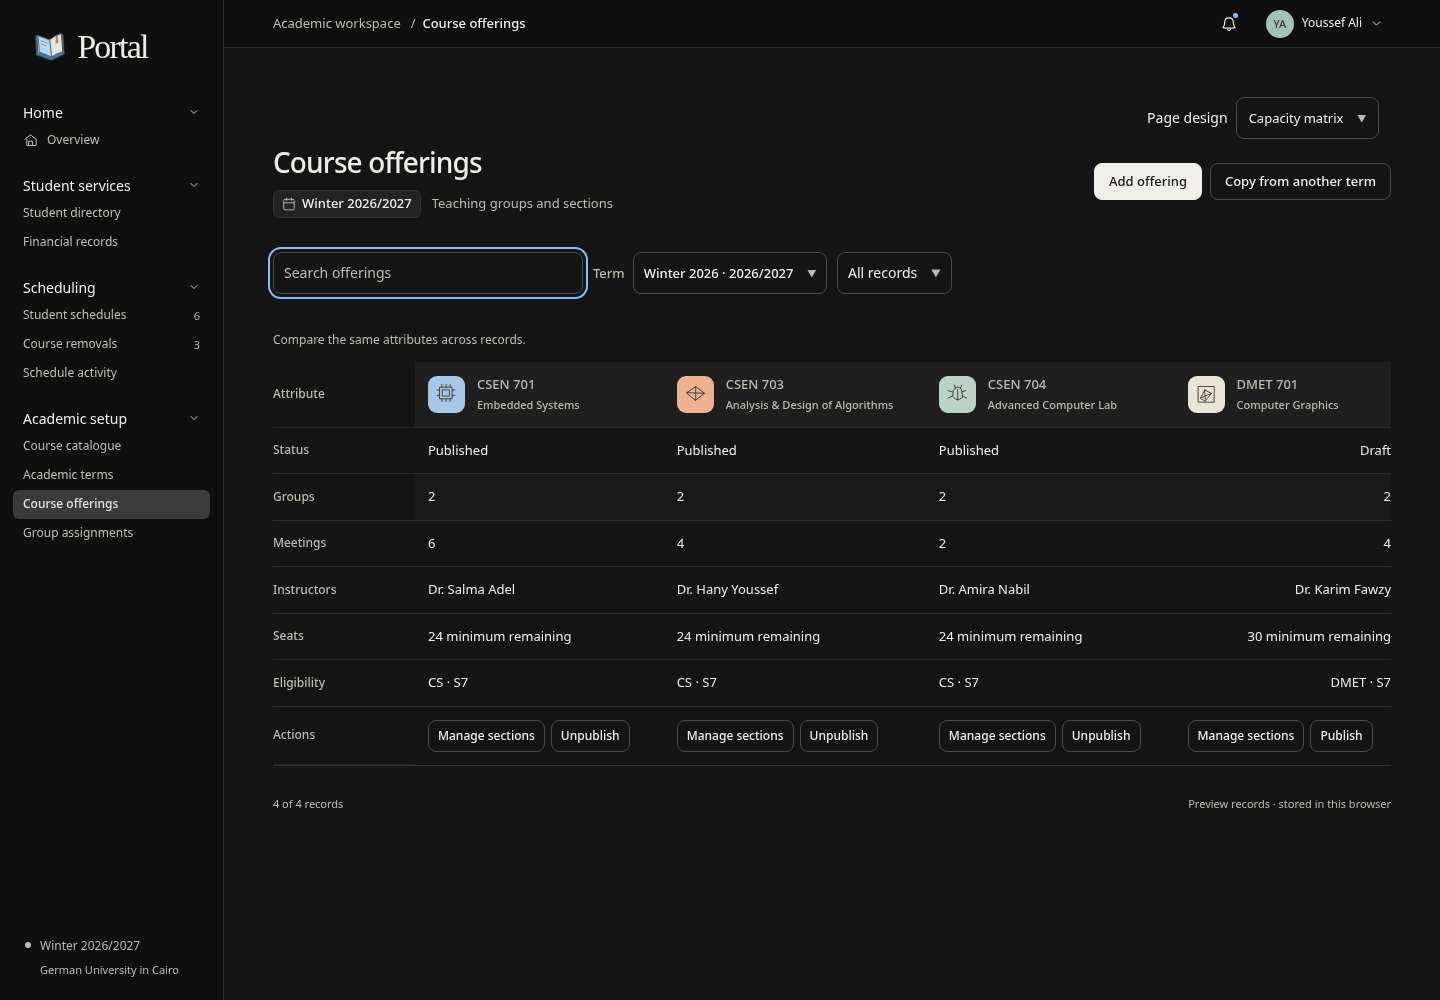 Portal
Academic workspace / Course offerings
YA Youssef Ali
Home
Overview
Student services
Student directory
Financial records
Scheduling
Student schedules 6
Course removals 3
Schedule activity
Academic setup
Course catalogue
Academic terms
Course offerings
Group assignments
Winter 2026/2027
German University in Cairo
Page design Capacity matrix
Course offerings
Add offering Copy from another term
Winter 2026/2027 Teaching groups and sections
Search offerings Term Winter 2026 · 2026/2027 All records
Compare the same attributes across records.
Attribute CSEN 701 CSEN 703 CSEN 704 DMET 701
Embedded Systems Analysis & Design of Algorithms Advanced Computer Lab Computer Graphics
Status Published Published Published Draft
Groups 2 2 2 2
Meetings 6 4 2 4
Instructors Dr. Salma Adel Dr. Hany Youssef Dr. Amira Nabil Dr. Karim Fawzy
Seats 24 minimum remaining 24 minimum remaining 24 minimum remaining 30 minimum remaining
Eligibility CS · S7 CS · S7 CS · S7 DMET · S7
Actions Manage sections Unpublish Manage sections Unpublish Manage sections Unpublish Manage sections Publish
4 of 4 records Preview records · stored in this browser